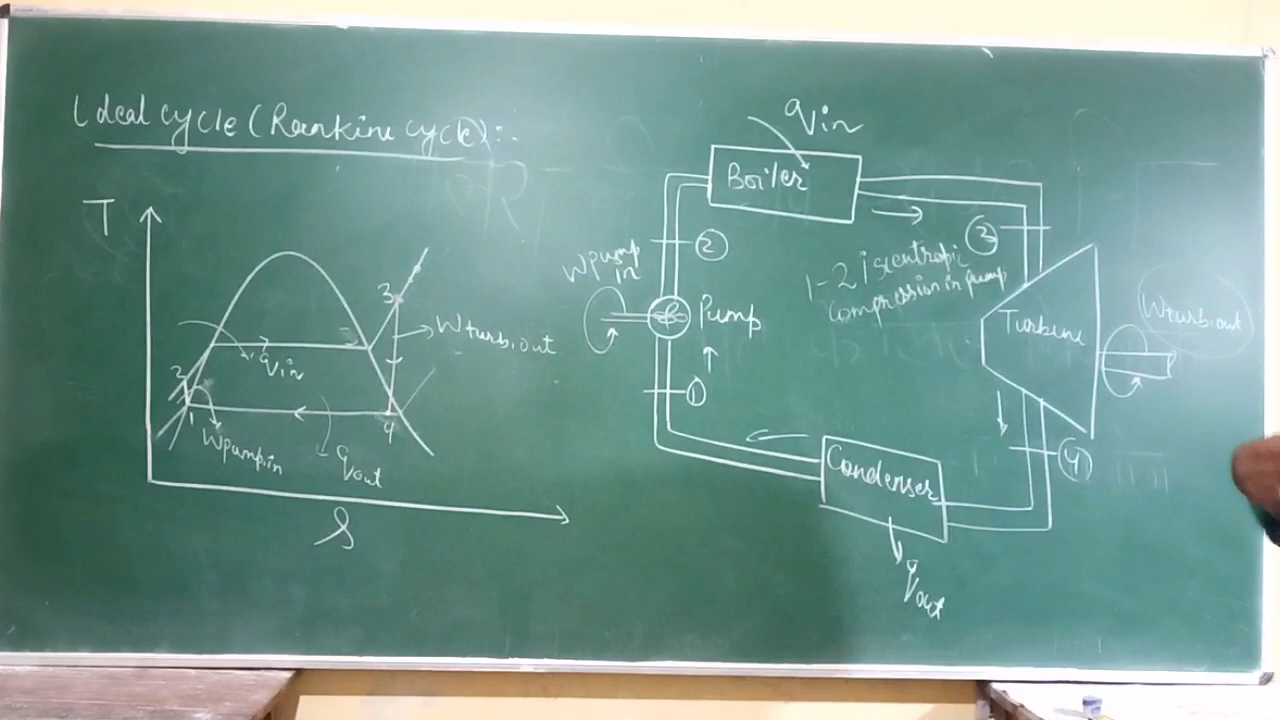 Ideal cycle (Rankine cycle):-
T
3
Wturb,out
qin
2
1
4
Wpump,in
qout
S
qin
Boiler
2
3
Wpump
in
Pump
1-2 isentropic
compression in pump
Turbine
Wturb,out
1
4
Condenser
qout